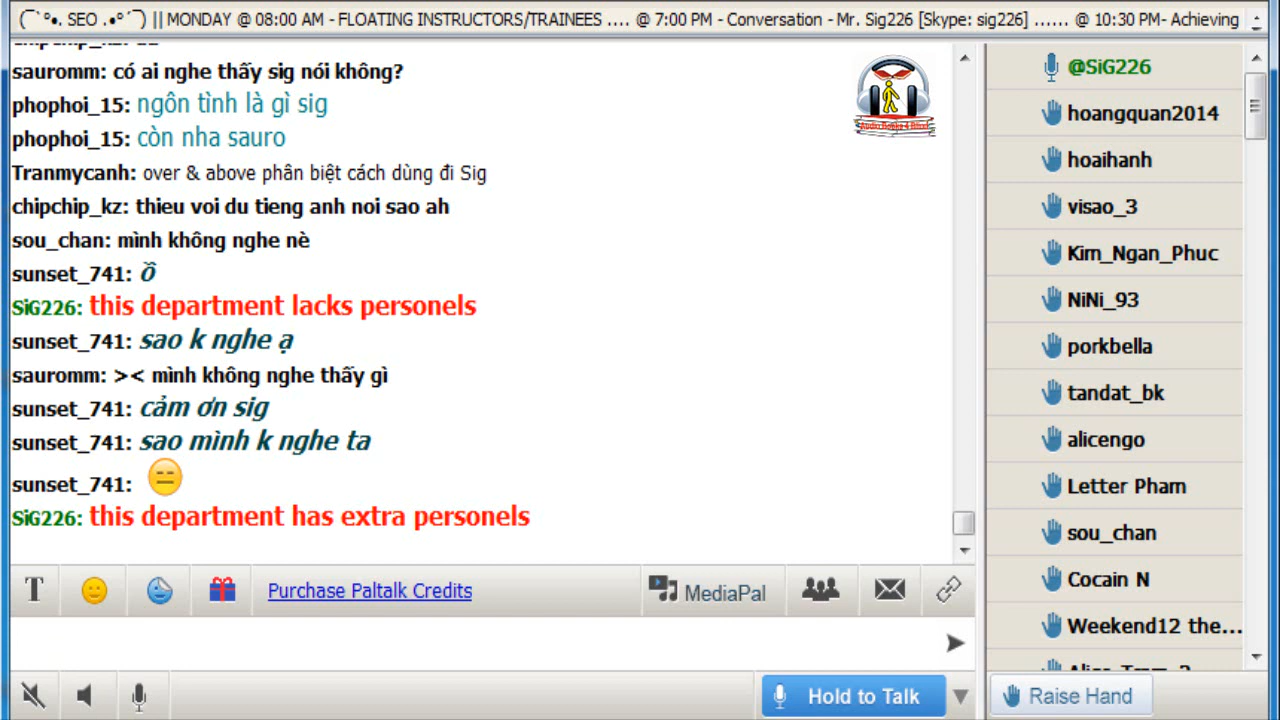 (¯`°•. SEO .•°´¯) || MONDAY @ 08:00 AM - FLOATING INSTRUCTORS/TRAINEES .... @ 7:00 PM - Conversation - Mr. Sig226 [Skype: sig226] ...... @ 10:30 PM- Achieving
sauromm: có ai nghe thấy sig nói không?
phophoi_15: ngôn tình là gì sig
phophoi_15: còn nha sauro
Tranmycanh: over & above phân biệt cách dùng đi Sig
chipchip_kz: thieu voi du tieng anh noi sao ah
sou_chan: mình không nghe nè
sunset_741: ồ
SiG226: this department lacks personels
sunset_741: sao k nghe ạ
sauromm: >< mình không nghe thấy gì
sunset_741: cảm ơn sig
sunset_741: sao mình k nghe ta
sunset_741:
SiG226: this department has extra personels
T
Purchase Paltalk Credits
MediaPal
Hold to Talk
@SiG226
hoangquan2014
hoaihanh
visao_3
Kim_Ngan_Phuc
NiNi_93
porkbella
tandat_bk
alicengo
Letter Pham
sou_chan
Cocain N
Weekend12 the...
Raise Hand